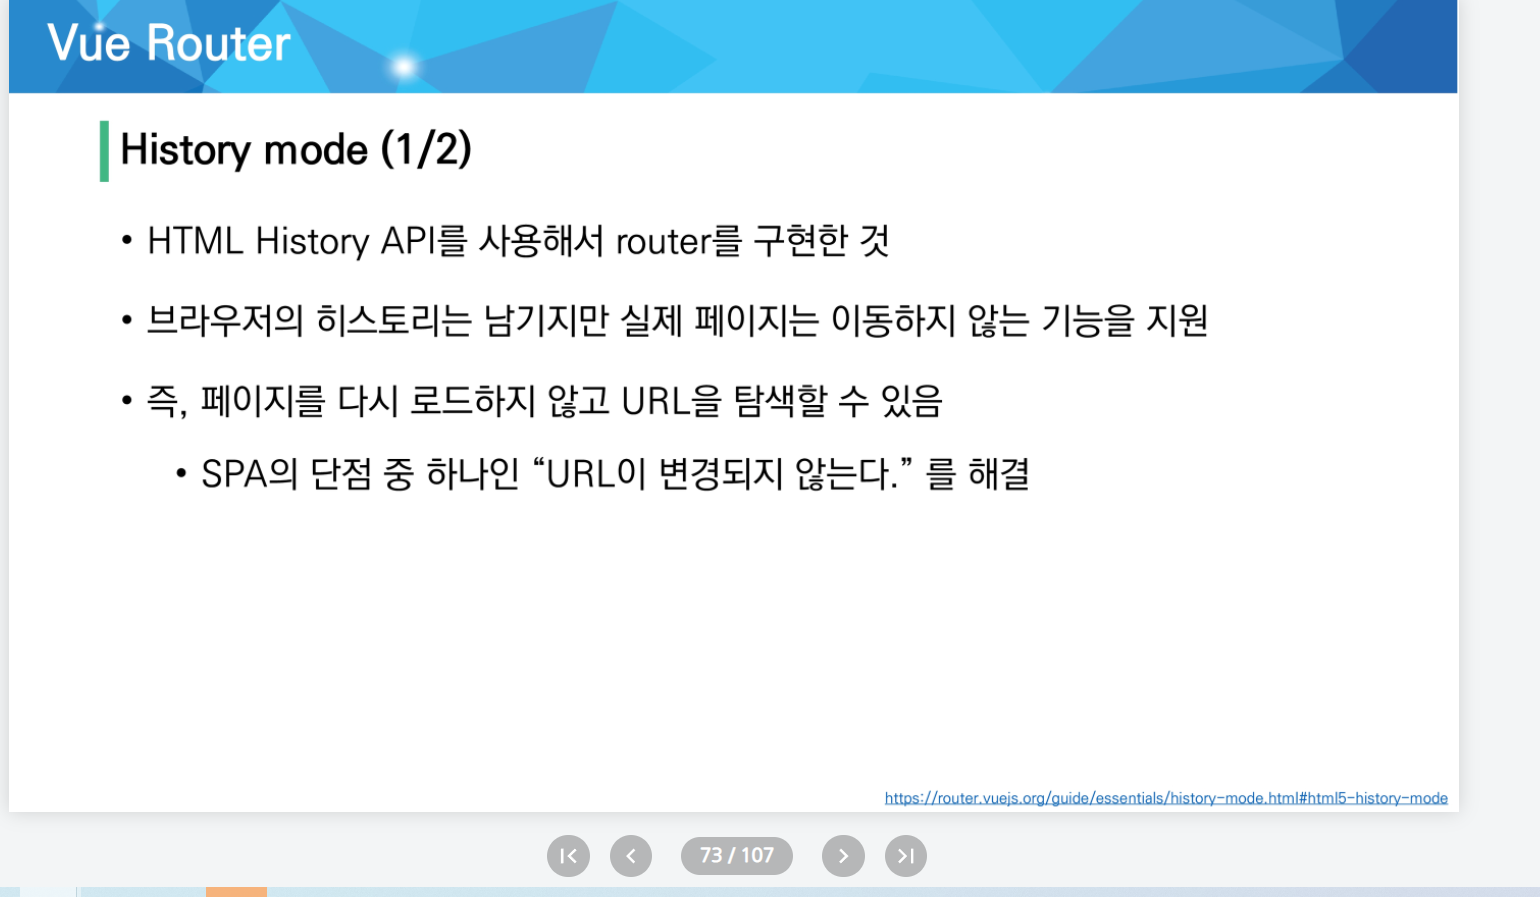 Vue Router
History mode (1/2)
• HTML History API를 사용해서 router를 구현한 것
• 브라우저의 히스토리는 남기지만 실제 페이지는 이동하지 않는 기능을 지원
• 즉, 페이지를 다시 로드하지 않고 URL을 탐색할 수 있음
• SPA의 단점 중 하나인 “URL이 변경되지 않는다.” 를 해결
https://router.vuejs.org/guide/essentials/history-mode.html#html5-history-mode
73 / 107